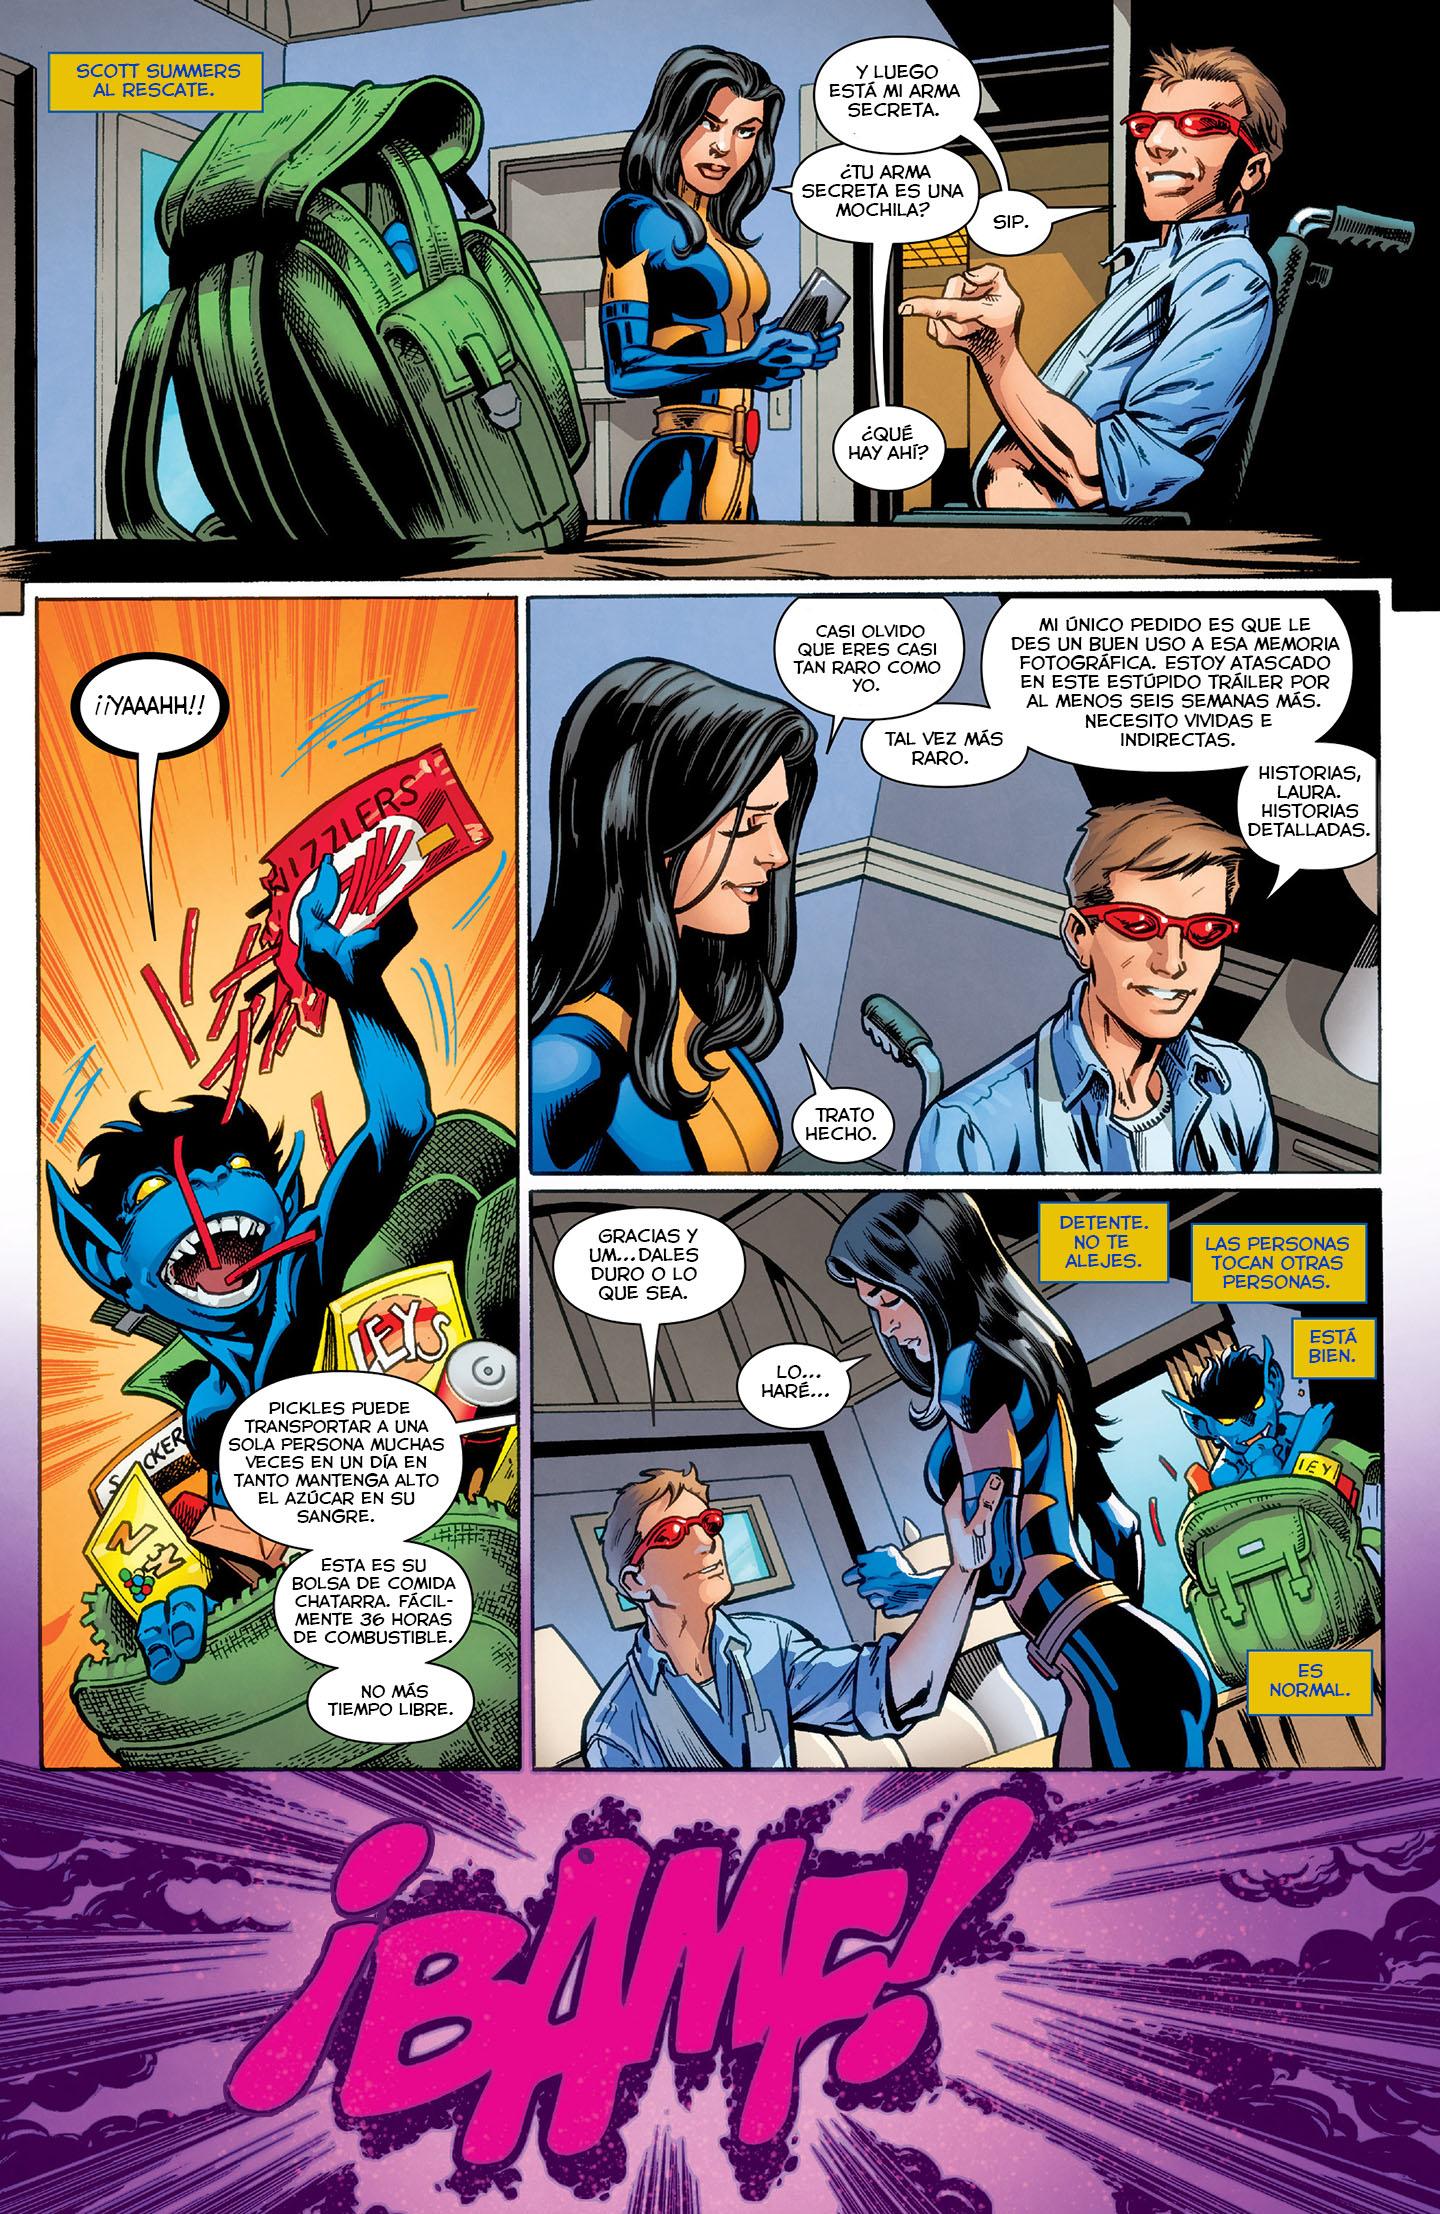 SCOTT SUMMERS
AL RESCATE.
Y LUEGO
ESTÁ MI ARMA
SECRETA.
¿TU ARMA
SECRETA ES UNA
MOCHILA?
SIP.
¿QUÉ
HAY AHÍ?
¡¡YAAAHH!!
WIZZLERS
LEYS
PICKLES PUEDE
TRANSPORTAR A UNA
SOLA PERSONA MUCHAS
VECES EN UN DÍA EN
TANTO MANTENGA ALTO
EL AZÚCAR EN SU
SANGRE.
ESTA ES SU
BOLSA DE COMIDA
CHATARRA. FÁCIL-
MENTE 36 HORAS
DE COMBUSTIBLE.
NO MÁS
TIEMPO LIBRE.
CASI OLVIDO
QUE ERES CASI
TAN RARO COMO
YO.
TAL VEZ MÁS
RARO.
MI ÚNICO PEDIDO ES QUE LE
DES UN BUEN USO A ESA MEMORIA
FOTOGRÁFICA. ESTOY ATASCADO
EN ESTE ESTÚPIDO TRÁILER POR
AL MENOS SEIS SEMANAS MÁS.
NECESITO VIVIDAS E
INDIRECTAS.
HISTORIAS,
LAURA.
HISTORIAS
DETALLADAS.
TRATO
HECHO.
GRACIAS Y
UM...DALES
DURO O LO
QUE SEA.
LO...
HARÉ...
DETENTE.
NO TE
ALEJES.
LAS PERSONAS
TOCAN OTRAS
PERSONAS.
ESTÁ
BIEN.
IEY
ES
NORMAL.
¡BAMF!